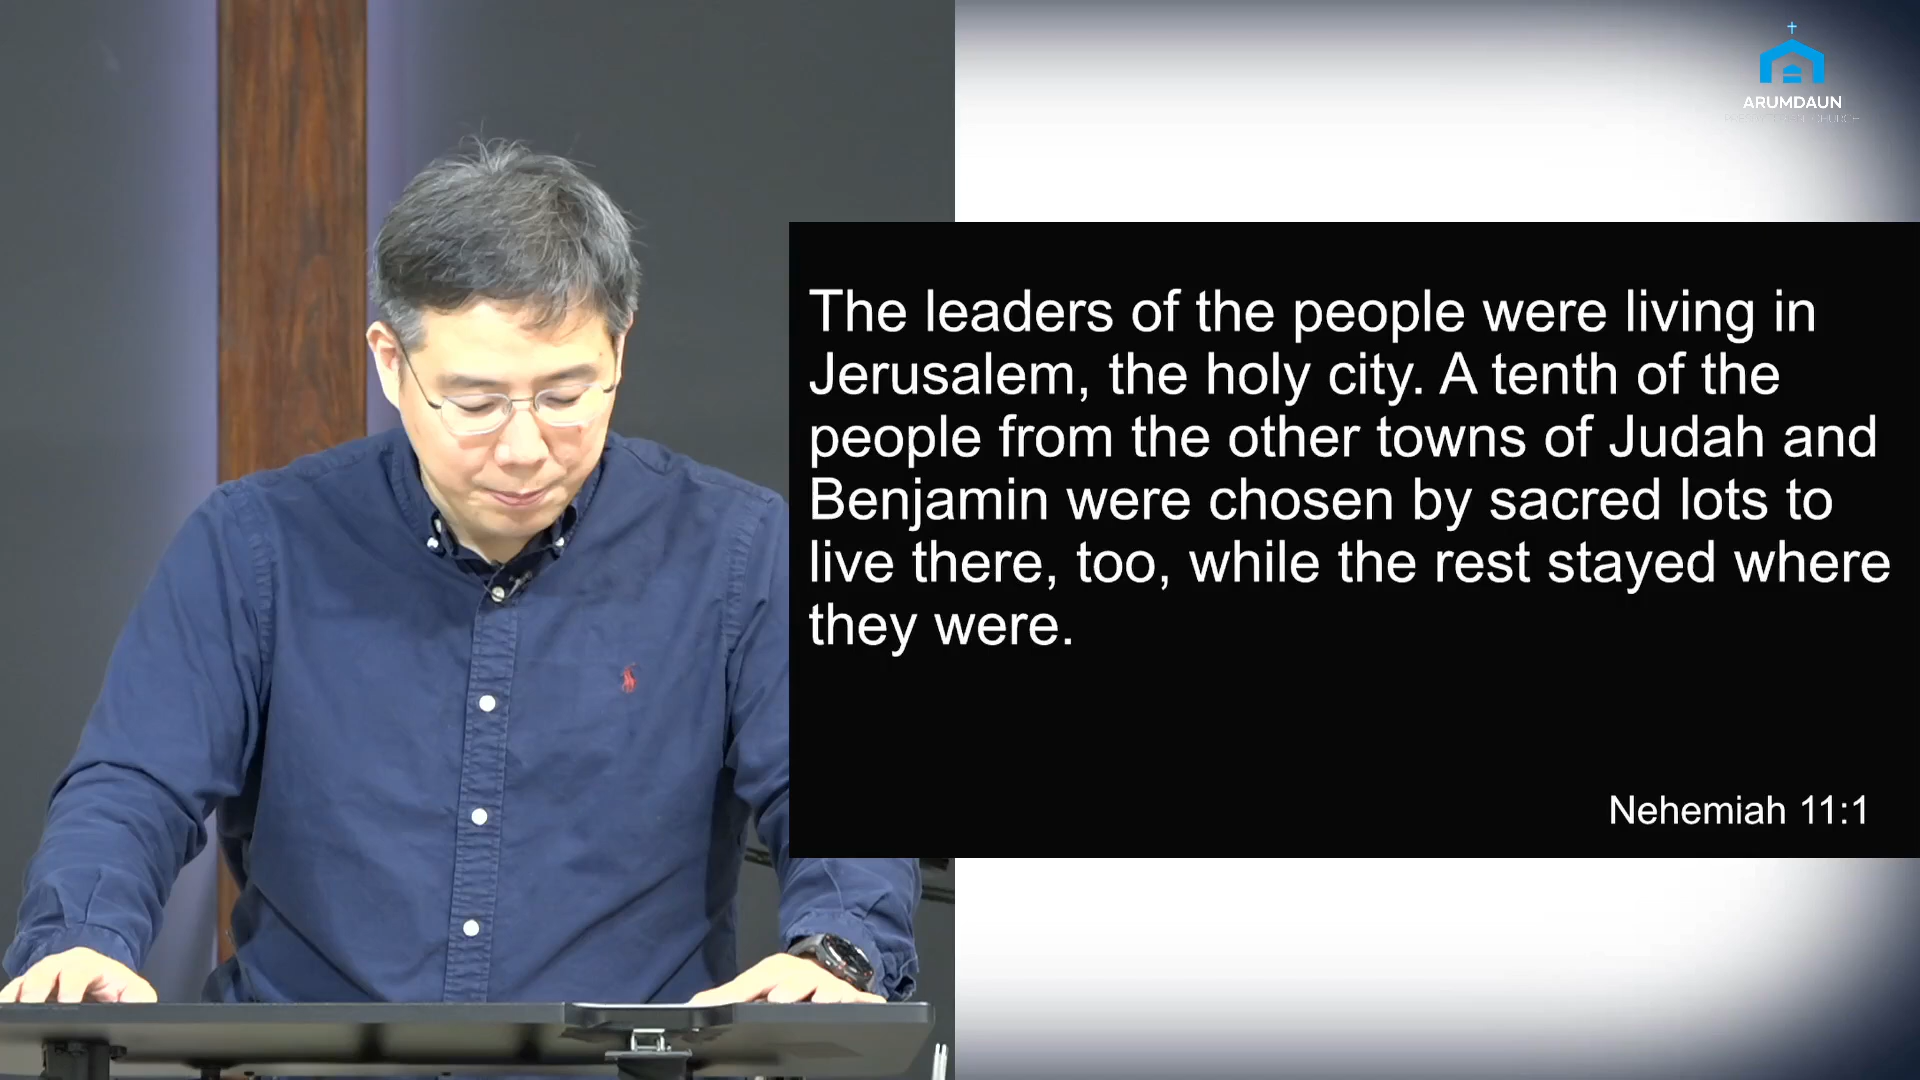 ARUMDAUN
The leaders of the people were living in
Jerusalem, the holy city. A tenth of the
people from the other towns of Judah and
Benjamin were chosen by sacred lots to
live there, too, while the rest stayed where
they were.
Nehemiah 11:1